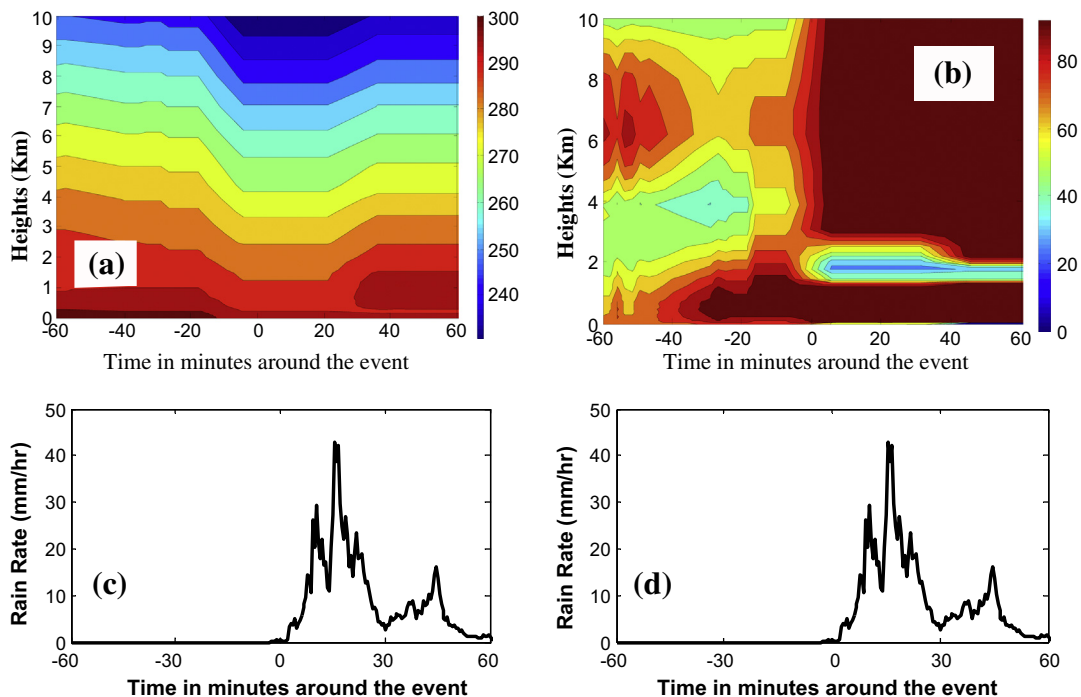 10
9
8
7
6
5
4
3
2
1
0
Heights (Km)
(a)
-60 -40 -20 0 20 40 60
Time in minutes around the event
300
290
280
270
260
250
240
10
8
6
4
2
0
Heights (Km)
(b)
-60 -40 -20 0 20 40 60
Time in minutes around the event
80
60
40
20
0
50
40
30
20
10
0
Rain Rate (mm/hr)
(c)
-60 -30 0 30 60
Time in minutes around the event
50
40
30
20
10
0
Rain Rate (mm/hr)
(d)
-60 -30 0 30 60
Time in minutes around the event